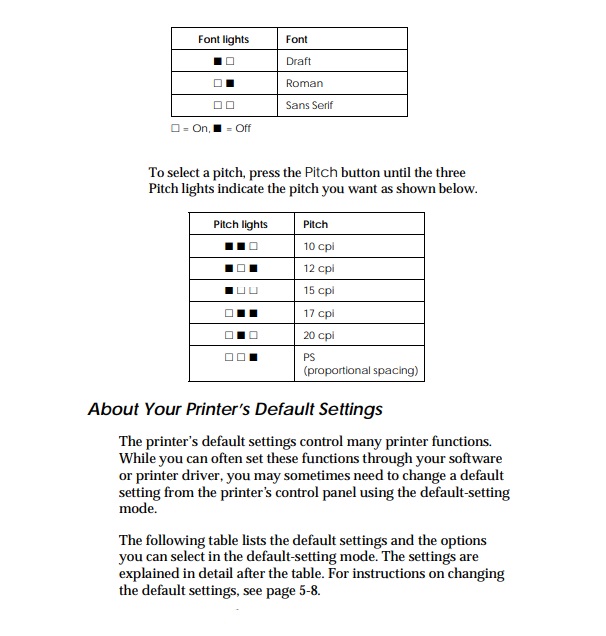 Font lights Font
■ □ Draft
□ ■ Roman
□ □ Sans Serif
□ = On, ■ = Off
To select a pitch, press the Pitch button until the three
Pitch lights indicate the pitch you want as shown below.
Pitch lights Pitch
■ ■ □ 10 cpi
■ □ ■ 12 cpi
■ □ □ 15 cpi
□ ■ ■ 17 cpi
□ ■ □ 20 cpi
□ □ ■ PS
(proportional spacing)
About Your Printer's Default Settings
The printer's default settings control many printer functions.
While you can often set these functions through your software
or printer driver, you may sometimes need to change a default
setting from the printer's control panel using the default-setting
mode.
The following table lists the default settings and the options
you can select in the default-setting mode. The settings are
explained in detail after the table. For instructions on changing
the default settings, see page 5-8.